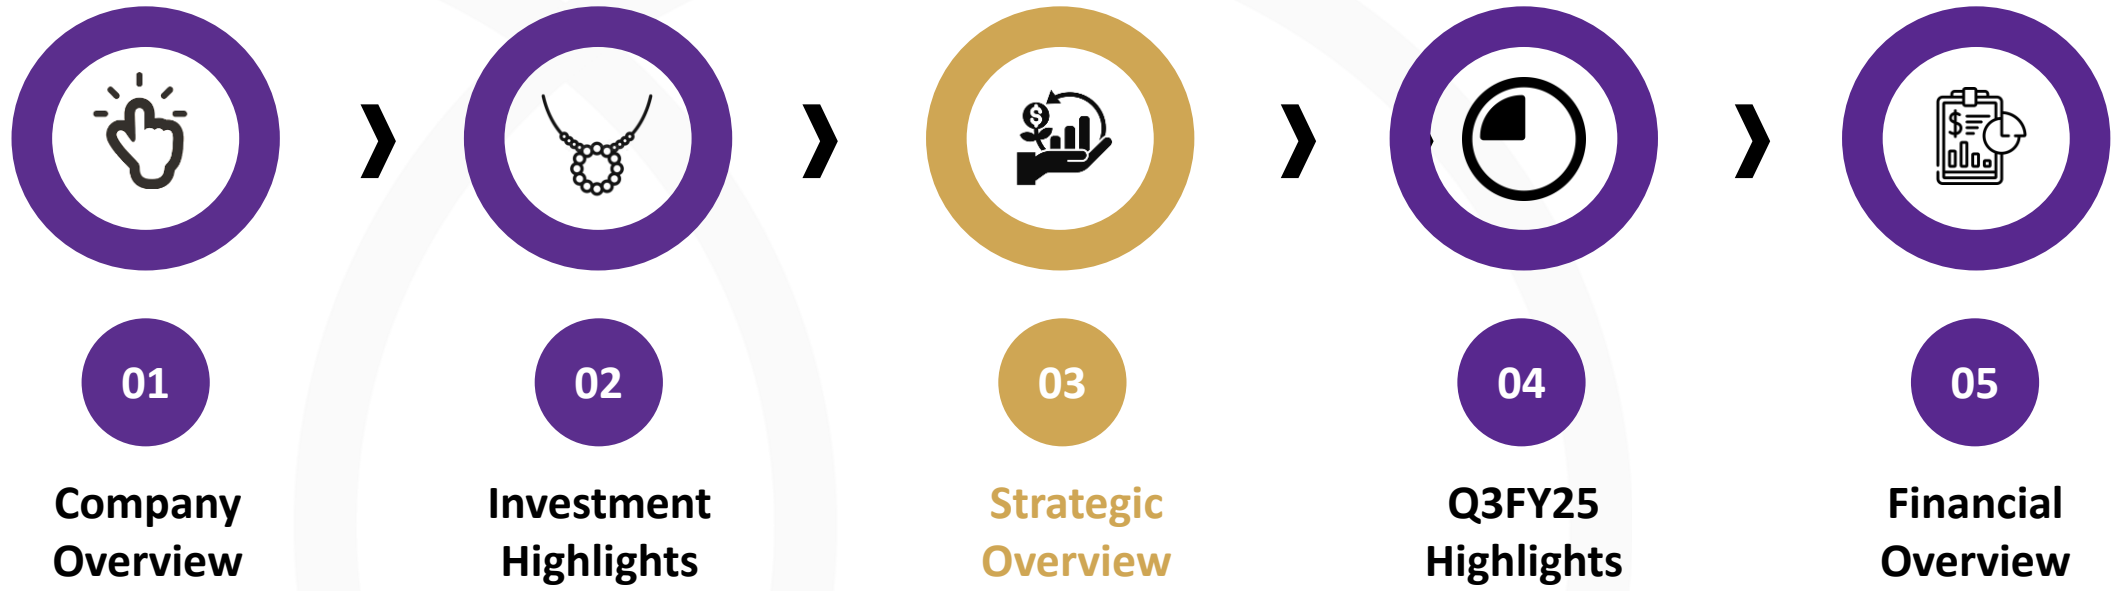 01
Company
Overview
02
Investment
Highlights
03
Strategic
Overview
04
Q3FY25
Highlights
05
Financial
Overview